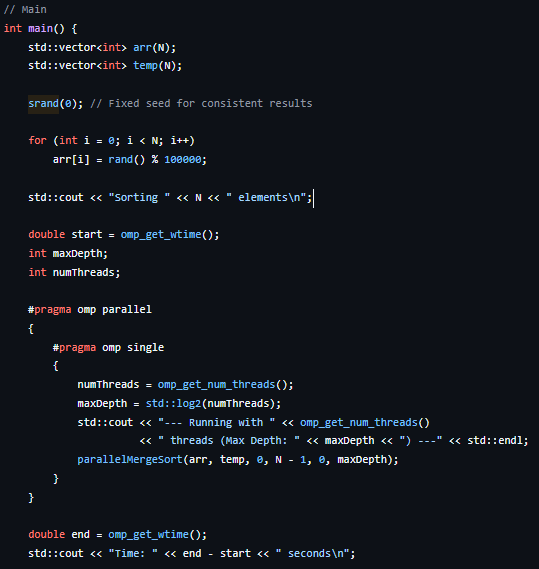 // Main
int main() {
    std::vector<int> arr(N);
    std::vector<int> temp(N);
    srand(0); // Fixed seed for consistent results
    for (int i = 0; i < N; i++)
        arr[i] = rand() % 100000;
    std::cout << "Sorting " << N << " elements\n";
    double start = omp_get_wtime();
    int maxDepth;
    int numThreads;
    #pragma omp parallel
    {
        #pragma omp single
        {
            numThreads = omp_get_num_threads();
            maxDepth = std::log2(numThreads);
            std::cout << "--- Running with " << omp_get_num_threads()
                      << " threads (Max Depth: " << maxDepth << ") ---" << std::endl;
            parallelMergeSort(arr, temp, 0, N - 1, 0, maxDepth);
        }
    }
    double end = omp_get_wtime();
    std::cout << "Time: " << end - start << " seconds\n";